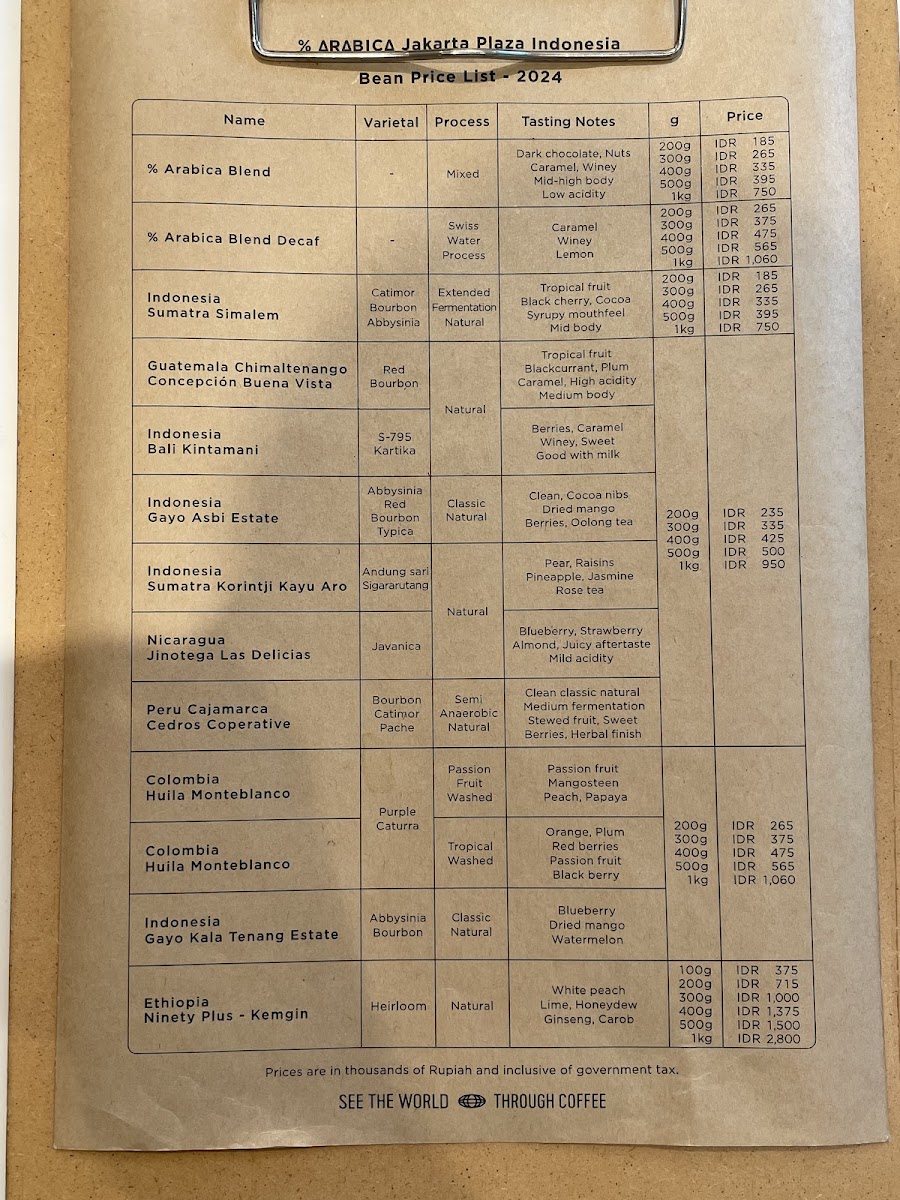 % ARABICA Jakarta Plaza Indonesia
Bean Price List - 2024
Name Varietal Process Tasting Notes g Price
% Arabica Blend
-
Mixed
Dark chocolate, Nuts
Caramel, Winey
Mid-high body
Low acidity
200g IDR 185
300g IDR 265
400g IDR 335
500g IDR 395
1kg IDR 750
% Arabica Blend Decaf
-
Swiss
Water
Process
Caramel
Winey
Lemon
200g IDR 265
300g IDR 375
400g IDR 475
500g IDR 565
1kg IDR 1,060
Indonesia
Sumatra Simalem
Catimor
Bourbon
Abbysinia
Extended
Fermentation
Natural
Tropical fruit
Black cherry, Cocoa
Syrupy mouthfeel
Mid body
200g IDR 185
300g IDR 265
400g IDR 335
500g IDR 395
1kg IDR 750
Guatemala Chimaltenango
Concepción Buena Vista
Red
Bourbon
Natural
Tropical fruit
Blackcurrant, Plum
Caramel, High acidity
Medium body
Indonesia
Bali Kintamani
S-795
Kartika
Berries, Caramel
Winey, Sweet
Good with milk
Indonesia
Gayo Asbi Estate
Abbysinia
Red
Bourbon
Typica
Classic
Natural
Clean, Cocoa nibs
Dried mango
Berries, Oolong tea
200g IDR 235
300g IDR 335
400g IDR 425
500g IDR 500
1kg IDR 950
Indonesia
Sumatra Korintji Kayu Aro
Andung sari
Sigararutang
Natural
Pear, Raisins
Pineapple, Jasmine
Rose tea
Nicaragua
Jinotega Las Delicias
Javanica
Blueberry, Strawberry
Almond, Juicy aftertaste
Mild acidity
Peru Cajamarca
Cedros Coperative
Bourbon
Catimor
Pache
Semi
Anaerobic
Natural
Clean classic natural
Medium fermentation
Stewed fruit, Sweet
Berries, Herbal finish
Colombia
Huila Monteblanco
Purple
Caturra
Passion
Fruit
Washed
Passion fruit
Mangosteen
Peach, Papaya
Colombia
Huila Monteblanco
Tropical
Washed
Orange, Plum
Red berries
Passion fruit
Black berry
200g IDR 265
300g IDR 375
400g IDR 475
500g IDR 565
1kg IDR 1,060
Indonesia
Gayo Kala Tenang Estate
Abbysinia
Bourbon
Classic
Natural
Blueberry
Dried mango
Watermelon
Ethiopia
Ninety Plus - Kemgin
Heirloom
Natural
White peach
Lime, Honeydew
Ginseng, Carob
100g IDR 375
200g IDR 715
300g IDR 1,000
400g IDR 1,375
500g IDR 1,500
1kg IDR 2,800
Prices are in thousands of Rupiah and inclusive of government tax.
SEE THE WORLD THROUGH COFFEE